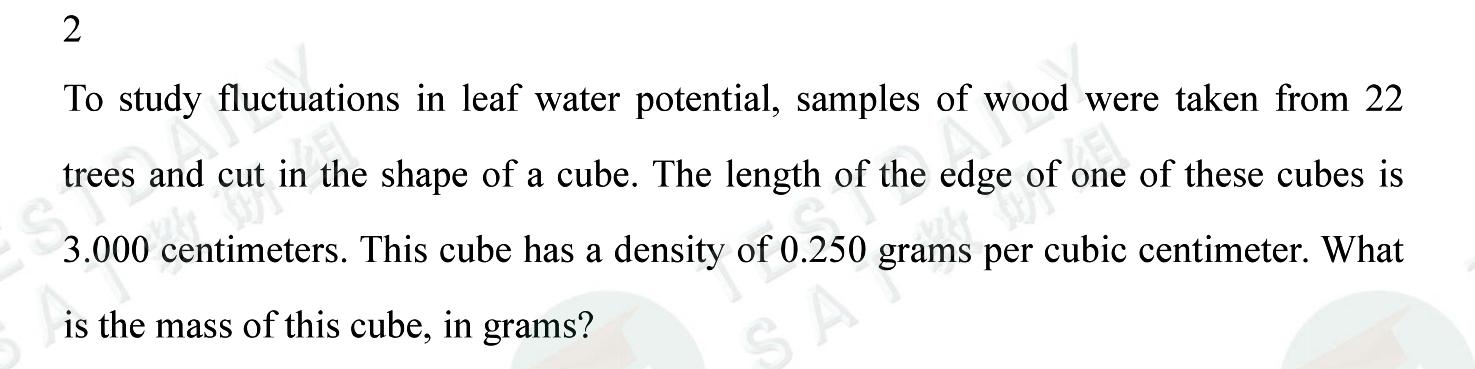 2
To study fluctuations in leaf water potential, samples of wood were taken from 22
trees and cut in the shape of a cube. The length of the edge of one of these cubes is
3.000 centimeters. This cube has a density of 0.250 grams per cubic centimeter. What
is the mass of this cube, in grams?
TESTDAILY
TESTDAILY